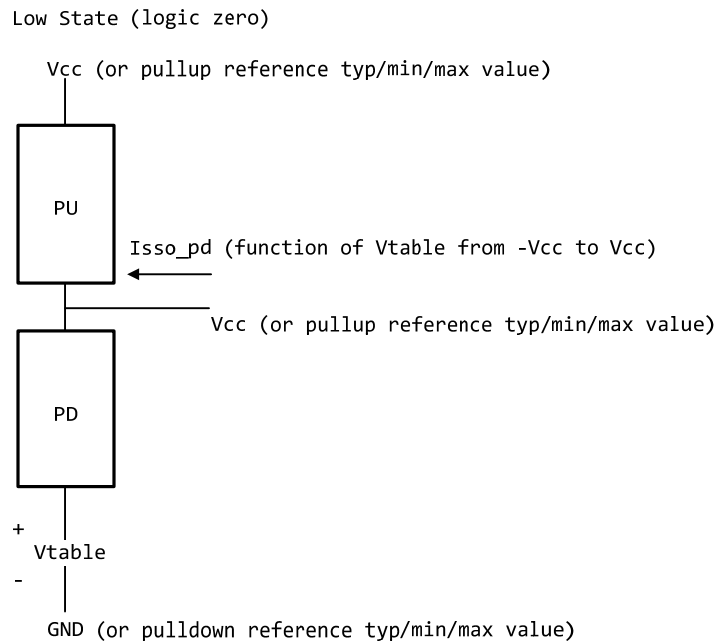 Low State (logic zero)
Vcc (or pullup reference typ/min/max value)
PU
Isso_pd (function of Vtable from -Vcc to Vcc)
Vcc (or pullup reference typ/min/max value)
PD
+
Vtable
-
GND (or pulldown reference typ/min/max value)